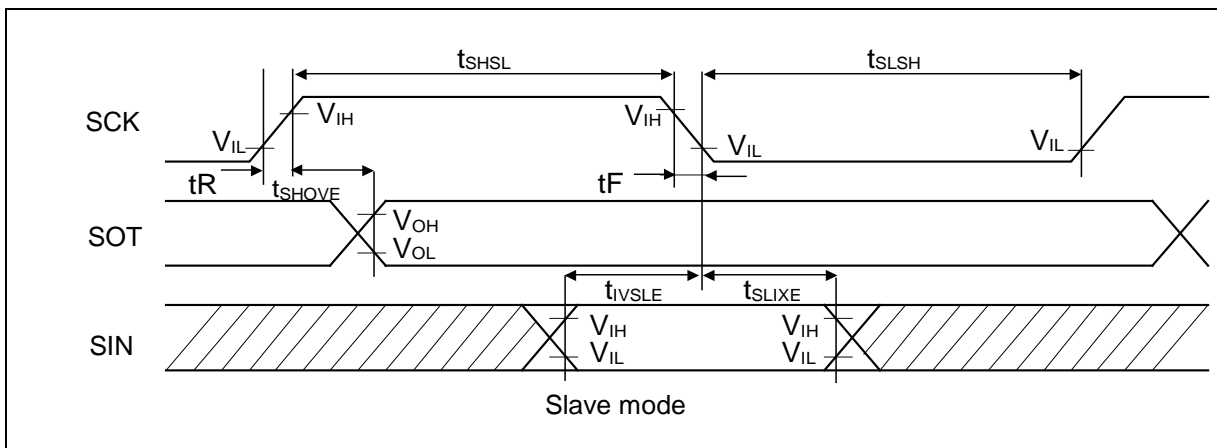 tSHSL
tSLSH
SCK
VIH
VIH
VIL
VIL
VIL
tR
tSHOVE
tF
SOT
VOH
VOL
tIVSLE
tSLIXE
SIN
VIH
VIH
VIL
VIL
Slave mode